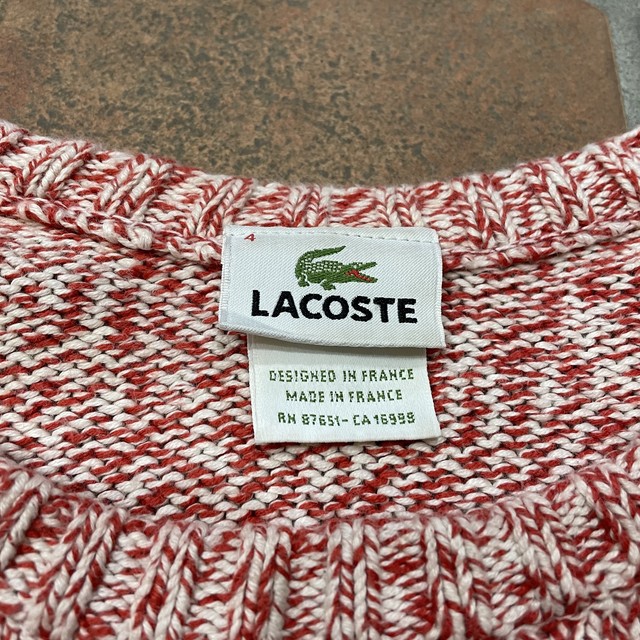 4
LACOSTE
DESIGNED IN FRANCE
MADE IN FRANCE
RN 87651-CA 16999